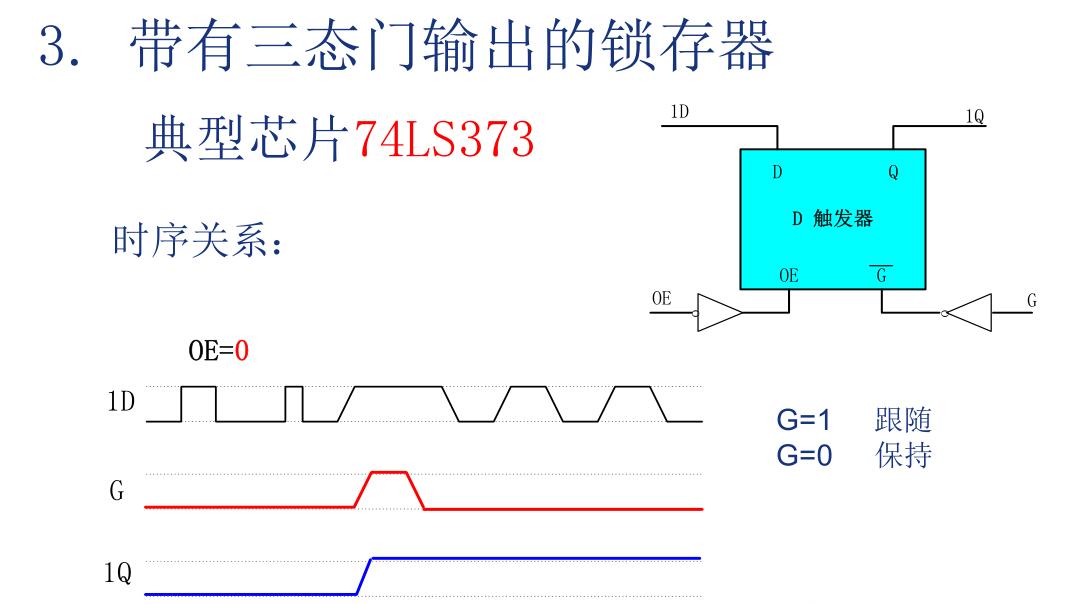 3. 带有三态门输出的锁存器
典型芯片74LS373
时序关系：
1D
1Q
D
Q
D 触发器
OE
G
OE
G
OE=0
1D
G
1Q
G=1 跟随
G=0 保持